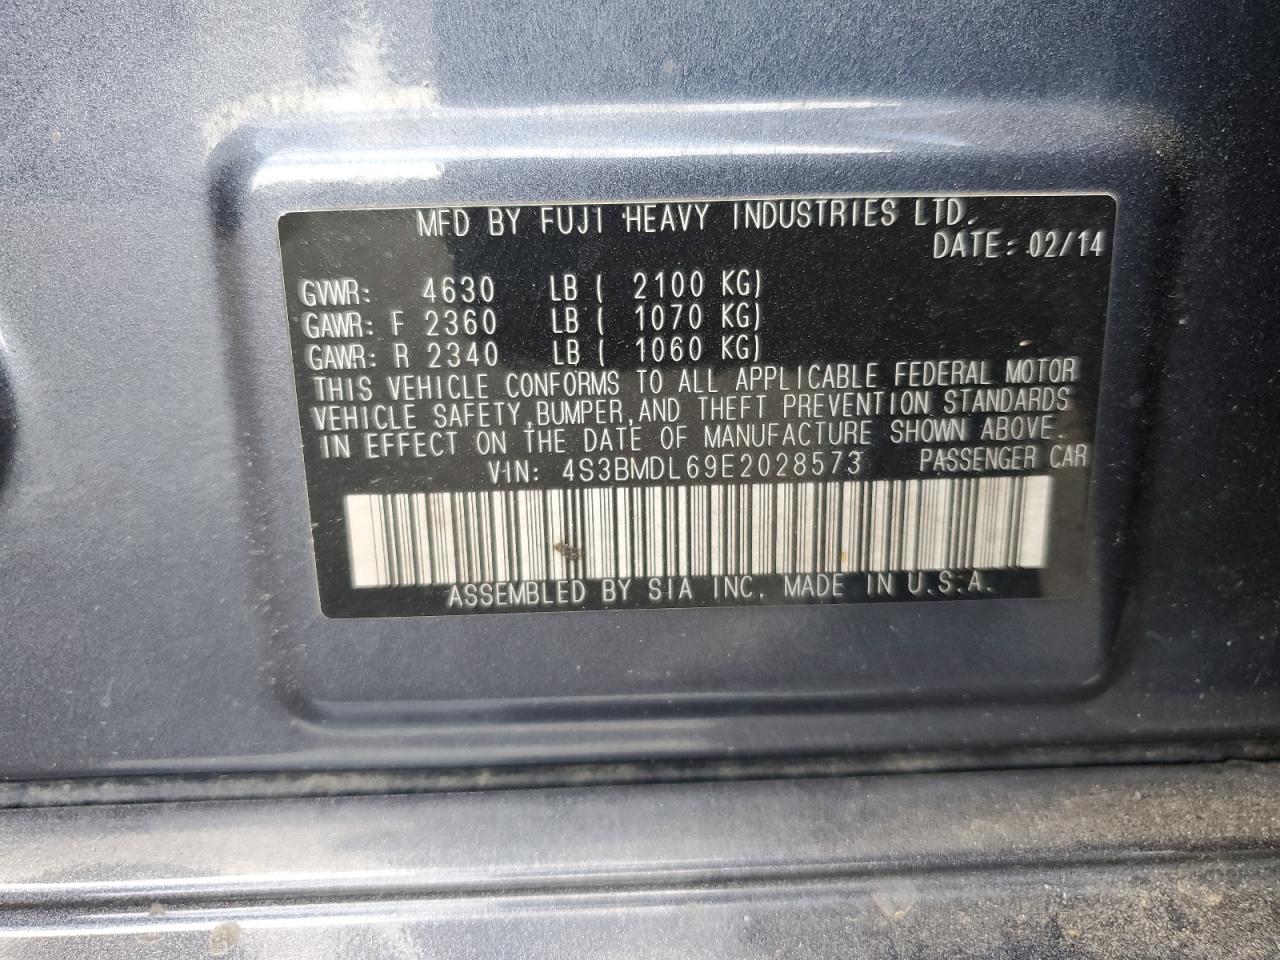 MFD BY FUJI HEAVY INDUSTRIES LTD.
DATE: 02/14
GVWR: 4630 LB ( 2100 KG)
GAWR: F 2360 LB ( 1070 KG)
GAWR: R 2340 LB ( 1060 KG)
THIS VEHICLE CONFORMS TO ALL APPLICABLE FEDERAL MOTOR
VEHICLE SAFETY, BUMPER, AND THEFT PREVENTION STANDARDS
IN EFFECT ON THE DATE OF MANUFACTURE SHOWN ABOVE.
VIN: 4S3BMDL69E2028573 PASSENGER CAR
ASSEMBLED BY SIA INC. MADE IN U.S.A.